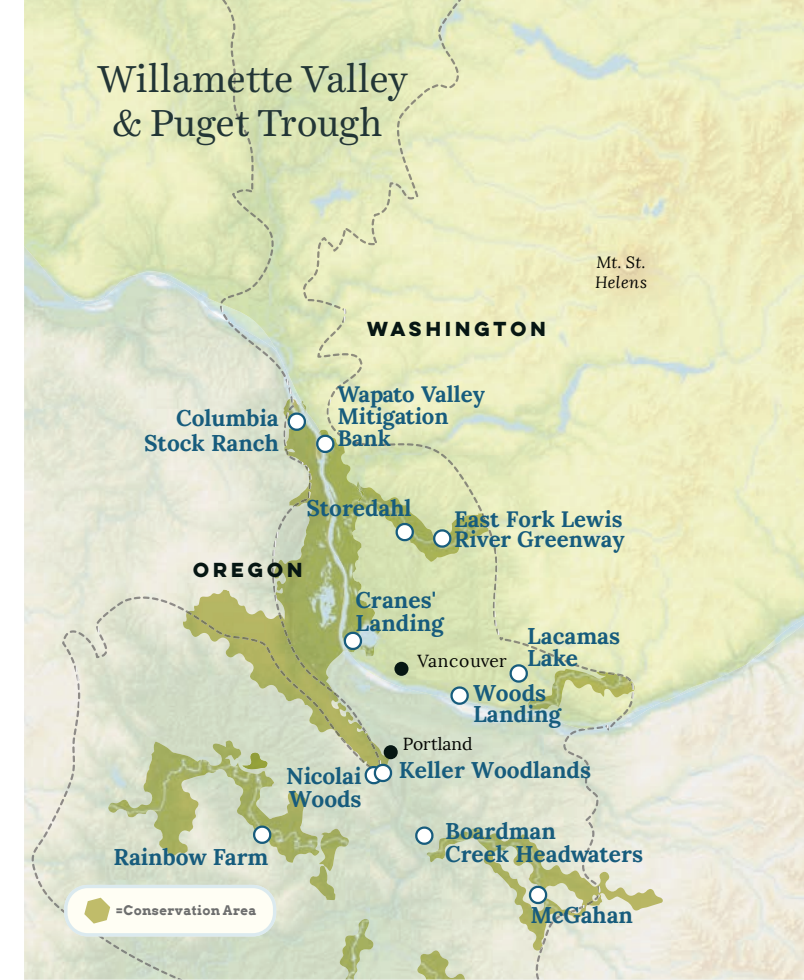 Willamette Valley
& Puget Trough
Mt. St.
Helens
WASHINGTON
Wapato Valley
Mitigation
Bank
Columbia
Stock Ranch
Storedahl
East Fork Lewis
River Greenway
OREGON
Cranes'
Landing
Lacamas
Lake
Vancouver
Woods
Landing
Portland
Nicolai
Woods
Keller Woodlands
Boardman
Creek Headwaters
Rainbow Farm
McGahan
=Conservation Area